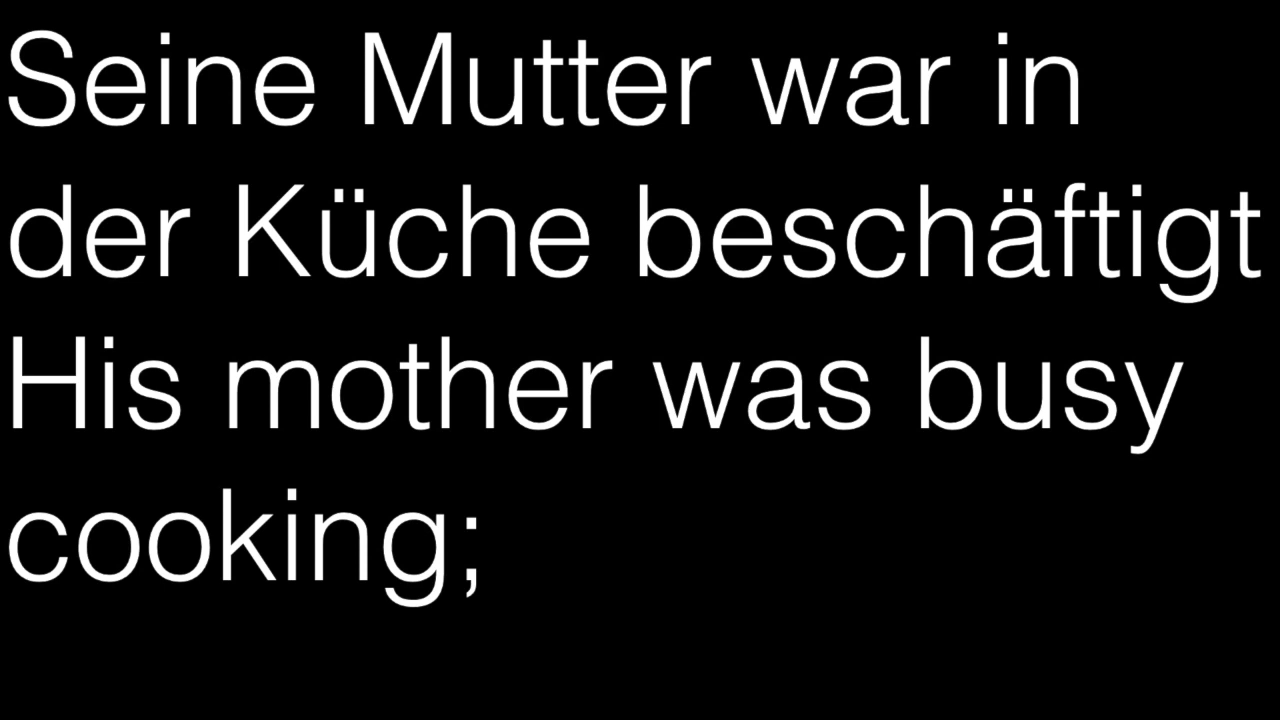 Seine Mutter war in
der Küche beschäftigt
His mother was busy
cooking;